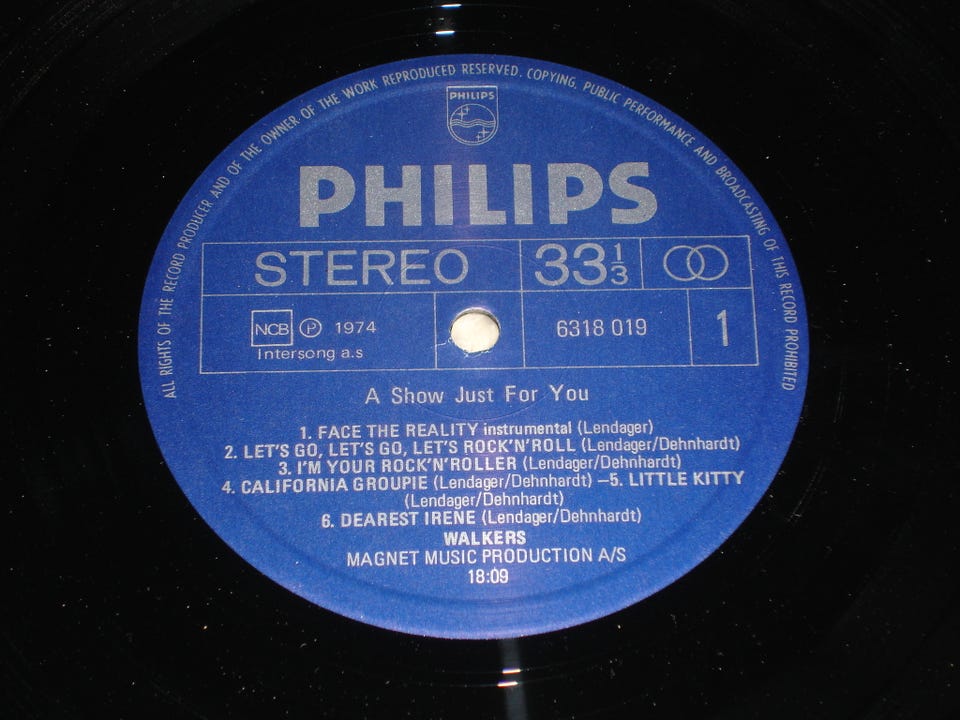 ALL RIGHTS OF THE RECORD PRODUCER AND OF THE OWNER OF THE WORK REPRODUCED RESERVED. COPYING, PUBLIC PERFORMANCE AND BROADCASTING OF THIS RECORD PROHIBITED
PHILIPS
PHILIPS
STEREO 33 1/3
NCB Ⓟ 1974 6318 019 1
Intersong a.s
A Show Just For You
1. FACE THE REALITY instrumental (Lendager)
2. LET'S GO, LET'S GO, LET'S ROCK'N'ROLL (Lendager/Dehnhardt)
3. I'M YOUR ROCK'N'ROLLER (Lendager/Dehnhardt)
4. CALIFORNIA GROUPIE (Lendager/Dehnhardt) –5. LITTLE KITTY
(Lendager/Dehnhardt)
6. DEAREST IRENE (Lendager/Dehnhardt)
WALKERS
MAGNET MUSIC PRODUCTION A/S
18:09